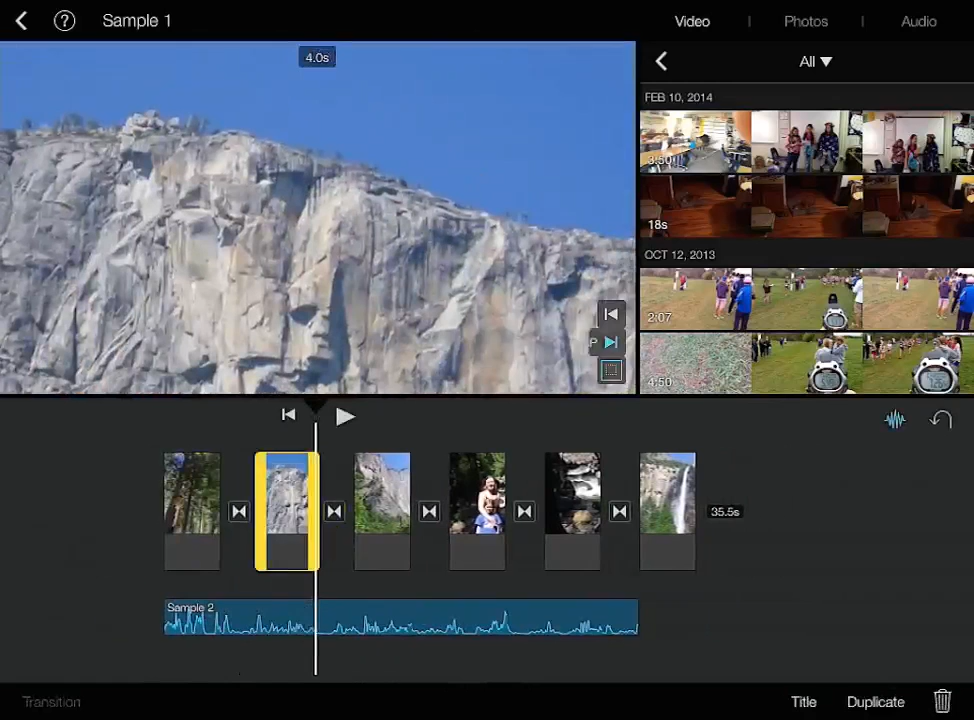 ? Sample 1
Video | Photos | Audio
4.0s
All ▼
FEB 10, 2014
3:50
18s
OCT 12, 2013
2:07
4:50
P
35.5s
Sample 2
Transition
Title Duplicate